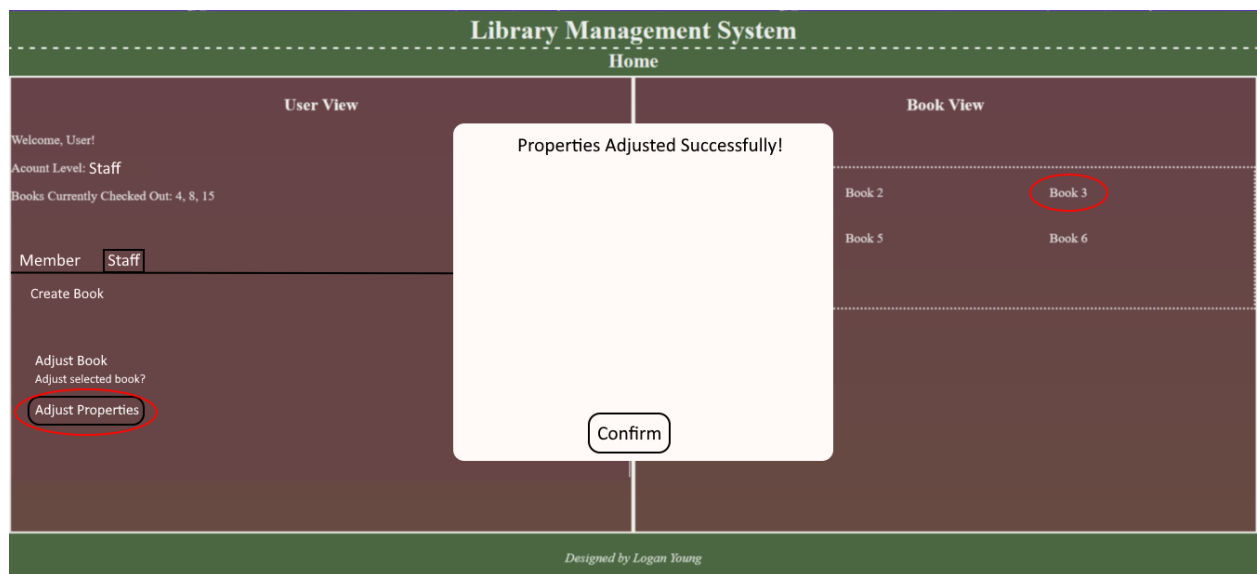 Library Management System
Home
User View
Welcome, User!
Acount Level: Staff
Books Currently Checked Out: 4, 8, 15
Member Staff
Create Book
Adjust Book
Adjust selected book?
Adjust Properties
Properties Adjusted Successfully!
Confirm
Book View
Book 2 Book 3
Book 5 Book 6
Designed by Logan Young